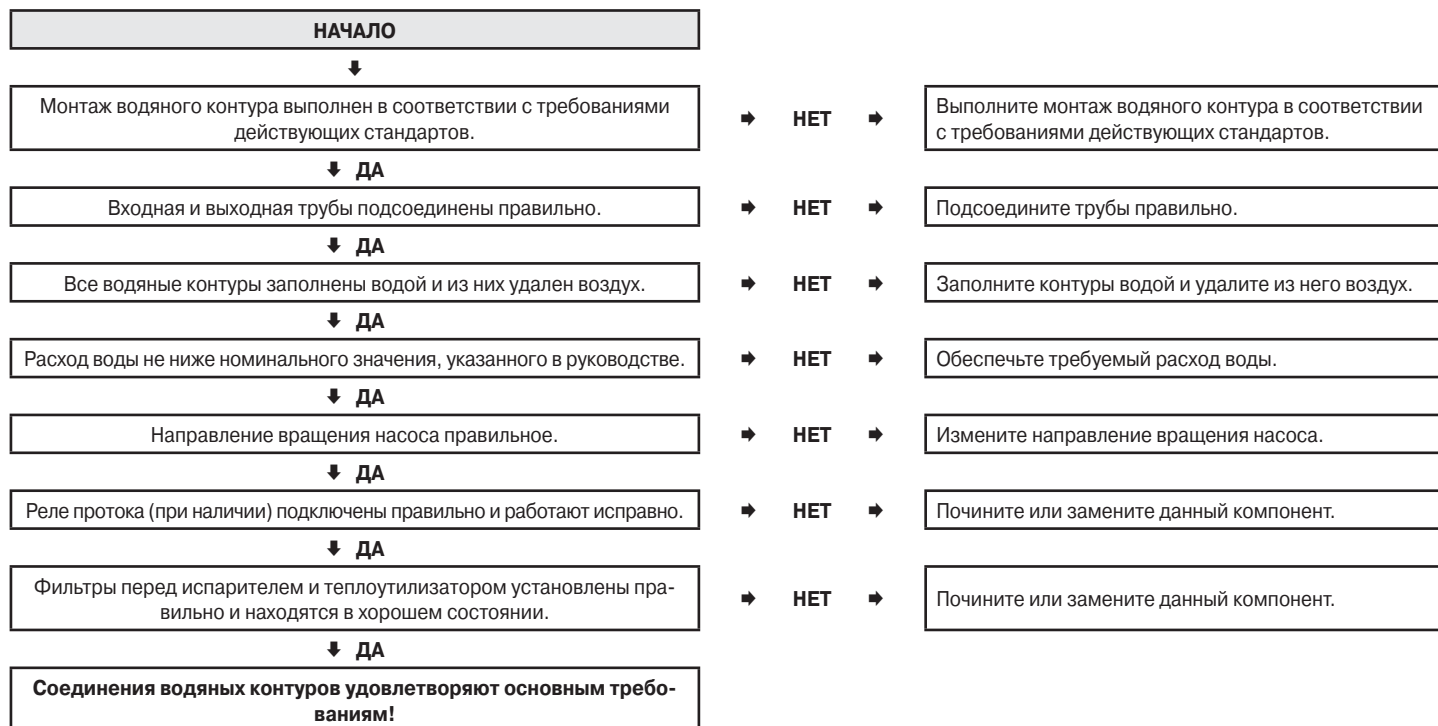 НАЧАЛО
🡇
Монтаж водяного контура выполнен в соответствии с требованиями
действующих стандартов.
🡆 НЕТ 🡆
Выполните монтаж водяного контура в соответствии
с требованиями действующих стандартов.
🡇 ДА
Входная и выходная трубы подсоединены правильно.
🡆 НЕТ 🡆
Подсоедините трубы правильно.
🡇 ДА
Все водяные контуры заполнены водой и из них удален воздух.
🡆 НЕТ 🡆
Заполните контуры водой и удалите из него воздух.
🡇 ДА
Расход воды не ниже номинального значения, указанного в руководстве.
🡆 НЕТ 🡆
Обеспечьте требуемый расход воды.
🡇 ДА
Направление вращения насоса правильное.
🡆 НЕТ 🡆
Измените направление вращения насоса.
🡇 ДА
Реле протока (при наличии) подключены правильно и работают исправно.
🡆 НЕТ 🡆
Почините или замените данный компонент.
🡇 ДА
Фильтры перед испарителем и теплоутилизатором установлены пра-
вильно и находятся в хорошем состоянии.
🡆 НЕТ 🡆
Почините или замените данный компонент.
🡇 ДА
Соединения водяных контуров удовлетворяют основным требо-
ваниям!